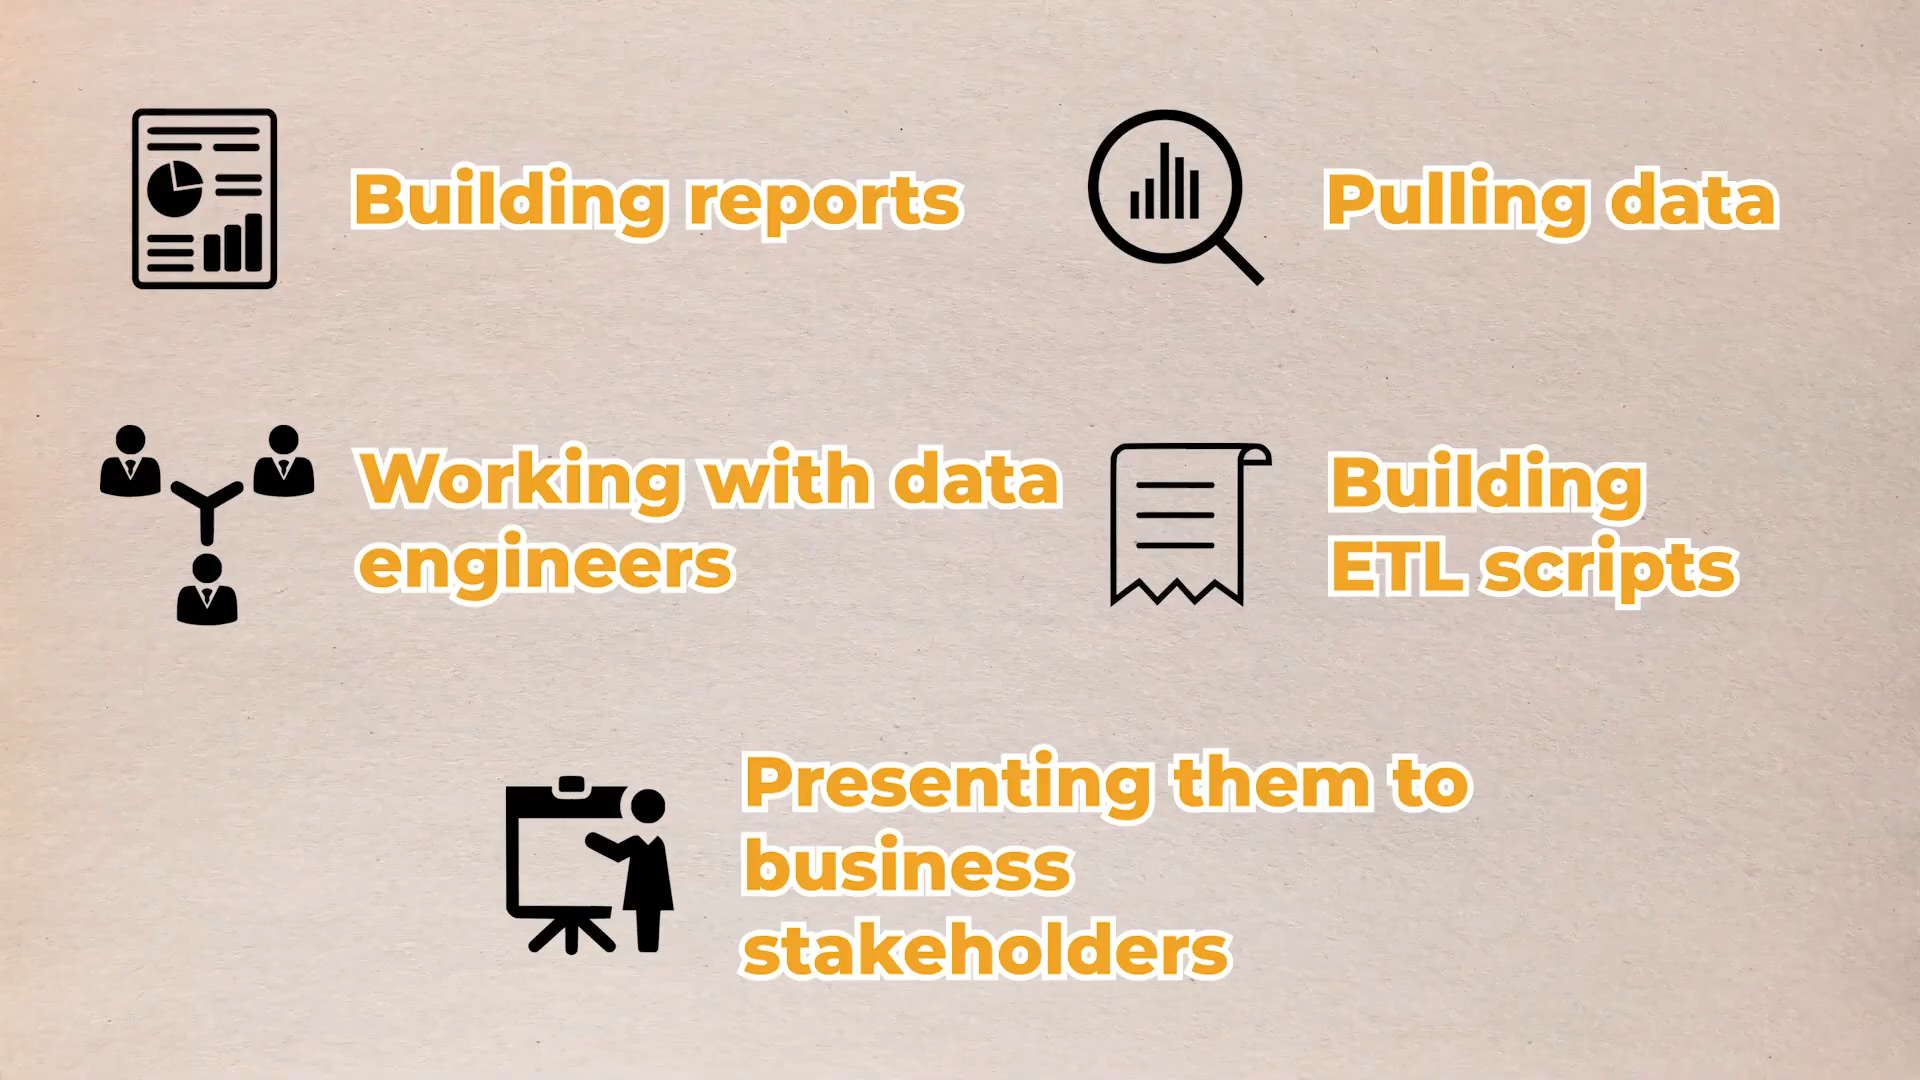 Building reports
Pulling data
Working with data
engineers
Building
ETL scripts
Presenting them to
business
stakeholders